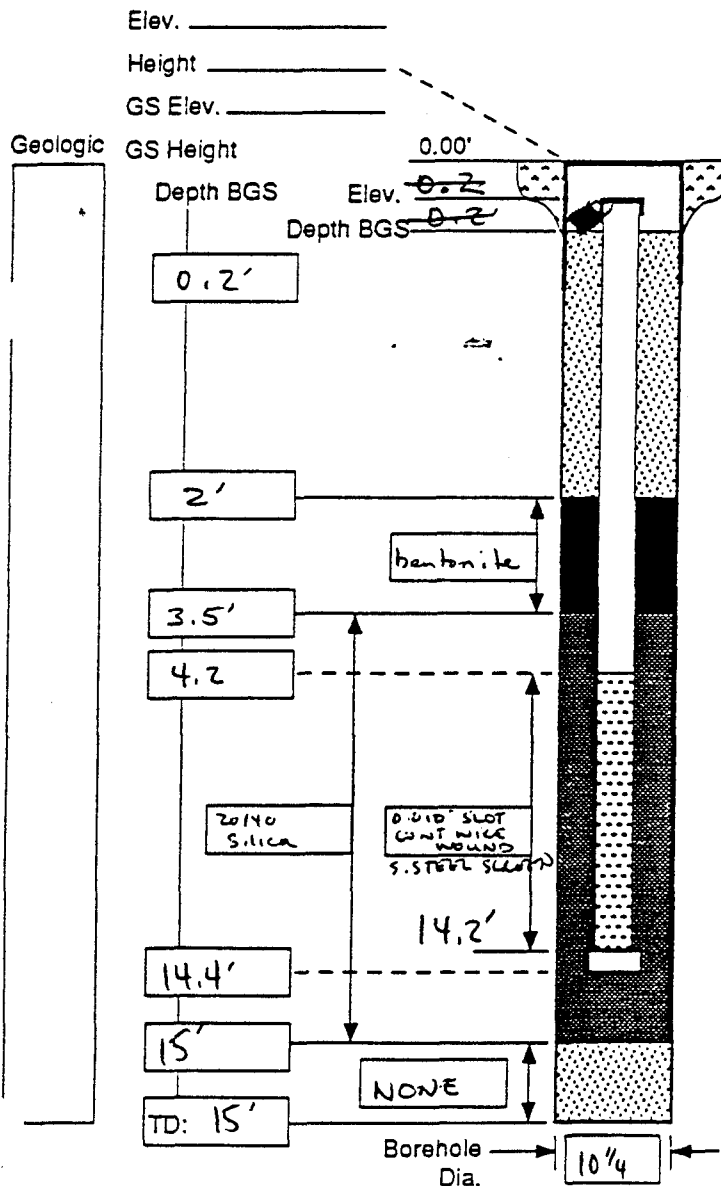 Elev.
Height
GS Elev.
Geologic GS Height 0.00'
Depth BGS Elev. 0.2
Depth BGS 0.2
0.2'
2'
bentonite
3.5'
4.2
20/40
Silica
0.010" SLOT
CONT WIRE
WOUND
S. STEEL SCREEN
14.2'
14.4'
15'
NONE
TD: 15'
Borehole
Dia.
10 1/4